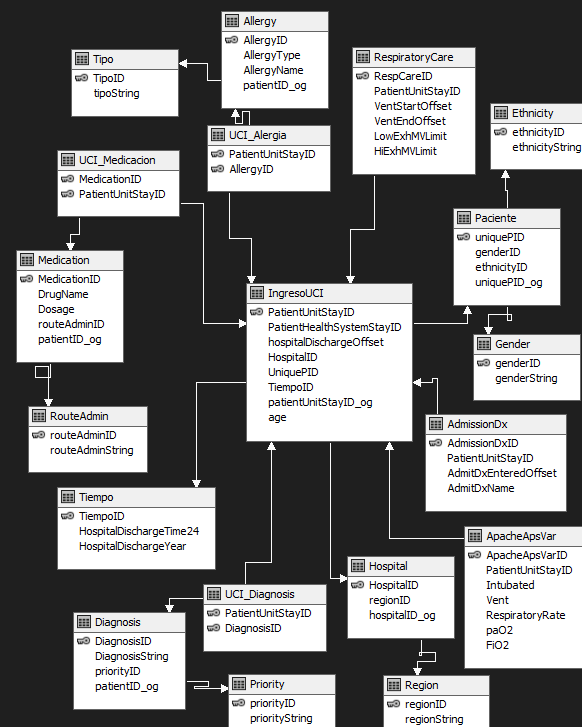 Allergy
AllergyID
AllergyType
AllergyName
patientID_og
Tipo
TipoID
tipoString
RespiratoryCare
RespCareID
PatientUnitStayID
VentStartOffset
VentEndOffset
LowExhMVLimit
HiExhMVLimit
Ethnicity
ethnicityID
ethnicityString
UCI_Alergia
PatientUnitStayID
AllergyID
UCI_Medicacion
MedicationID
PatientUnitStayID
Paciente
uniquePID
genderID
ethnicityID
uniquePID_og
Medication
MedicationID
DrugName
Dosage
routeAdminID
patientID_og
IngresoUCI
PatientUnitStayID
PatientHealthSystemStayID
hospitalDischargeOffset
HospitalID
UniquePID
TiempoID
patientUnitStayID_og
age
Gender
genderID
genderString
RouteAdmin
routeAdminID
routeAdminString
AdmissionDx
AdmissionDxID
PatientUnitStayID
AdmitDxEnteredOffset
AdmitDxName
Tiempo
TiempoID
HospitalDischargeTime24
HospitalDischargeYear
ApacheApsVar
ApacheApsVarID
PatientUnitStayID
Intubated
Vent
RespiratoryRate
paO2
FiO2
Hospital
HospitalID
regionID
hospitalID_og
UCI_Diagnosis
PatientUnitStayID
DiagnosisID
Diagnosis
DiagnosisID
DiagnosisString
priorityID
patientID_og
Priority
priorityID
priorityString
Region
regionID
regionString